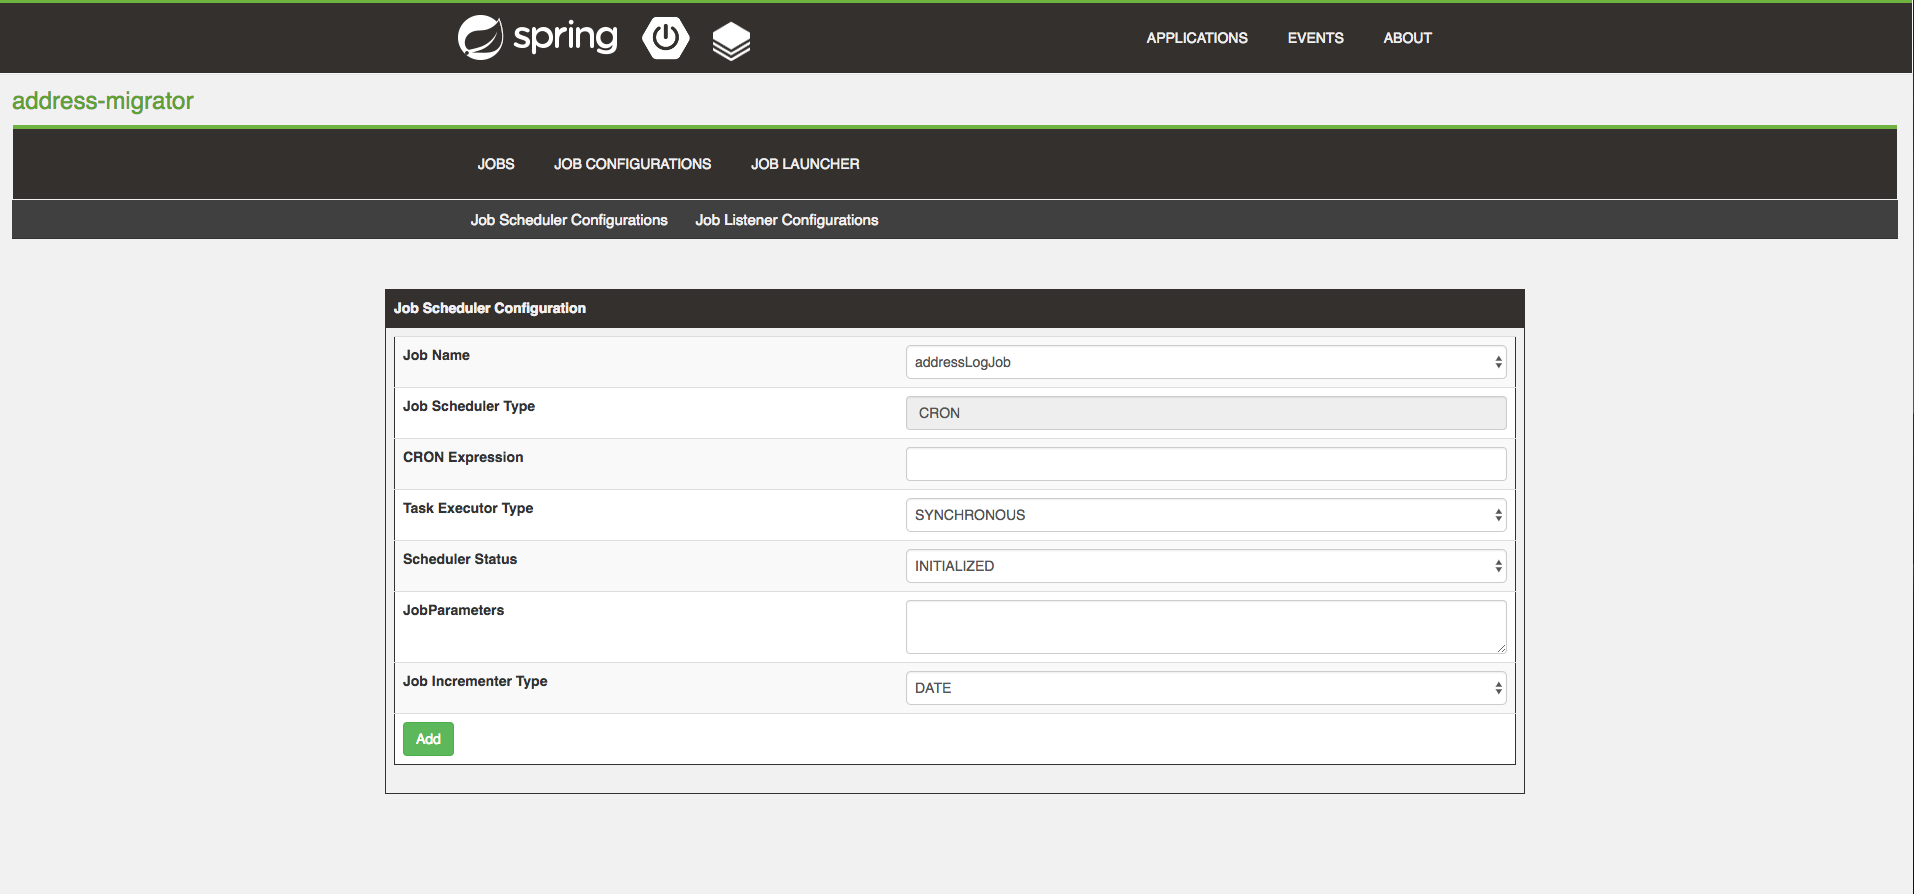 spring
APPLICATIONS EVENTS ABOUT
address-migrator
JOBS JOB CONFIGURATIONS JOB LAUNCHER
Job Scheduler Configurations Job Listener Configurations
Job Scheduler Configuration
Job Name addressLogJob
Job Scheduler Type CRON
CRON Expression
Task Executor Type SYNCHRONOUS
Scheduler Status INITIALIZED
JobParameters
Job Incrementer Type DATE
Add